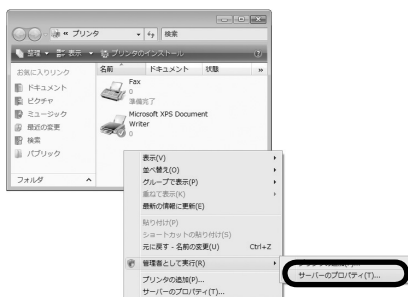 « プリンタ
検索
整理 表示 プリンタのインストール
お気に入りリンク
ドキュメント
ピクチャ
ミュージック
最近の変更
検索
パブリック
フォルダ
名前 ドキュメント 状態 »
Fax
0
準備完了
Microsoft XPS Document
Writer
0
表示(V)
並べ替え(O)
グループで表示(P)
重ねて表示(K)
最新の情報に更新(E)
貼り付け(P)
ショートカットの貼り付け(S)
元に戻す - 名前の変更(U) Ctrl+Z
管理者として実行(R)
プリンタの追加(P)...
サーバーのプロパティ(T)...
サーバーのプロパティ(T)...